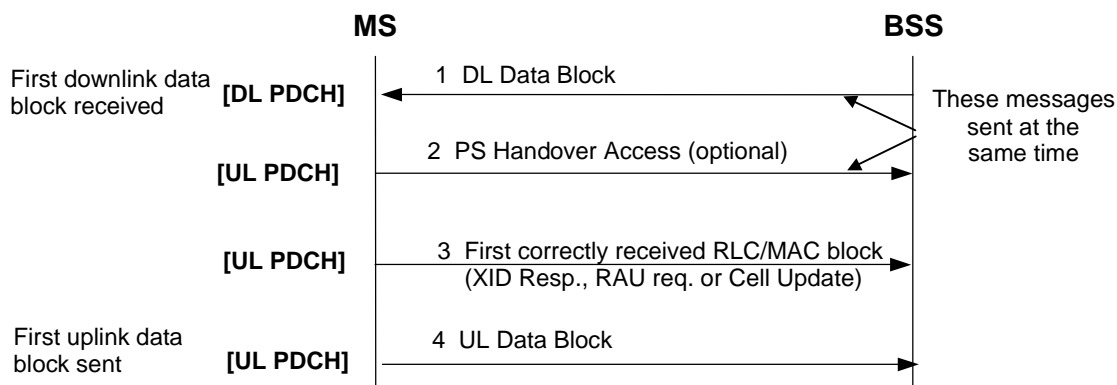 MS
BSS
First downlink data
block received
[DL PDCH]
1 DL Data Block
These messages
sent at the
same time
2 PS Handover Access (optional)
[UL PDCH]
3 First correctly received RLC/MAC block
(XID Resp., RAU req. or Cell Update)
[UL PDCH]
First uplink data
block sent
[UL PDCH]
4 UL Data Block